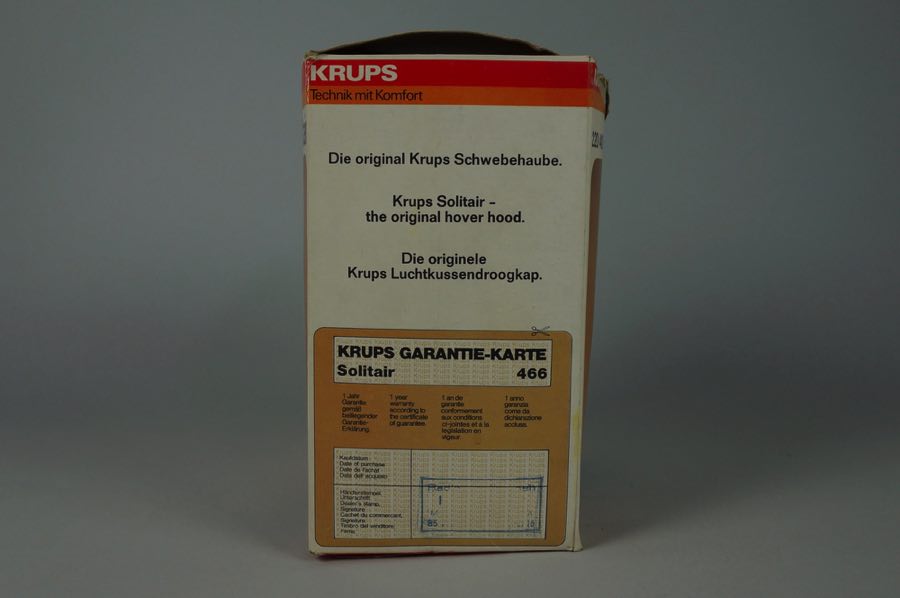 KRUPS
Technik mit Komfort
Die original Krups Schwebehaube.
Krups Solitair –
the original hover hood.
Die originele
Krups Luchtkussendroogkap.
KRUPS GARANTIE-KARTE
Solitair 466
1 Jahr
Garantie
gemäß
beiliegender
Garantie-
Erklärung.
1 year
warranty
according to
the certificate
of guarantee.
1 an de
garantie
conformement
aux conditions
ci-jointes et à la
législation en
vigeur.
1 anno
garanzia
come da
dichiarazione
acclusa.
Kaufdatum
Date of purchase
Date de l'achat
Data dell'acquisto
Händlerstempel
Unterschrift
Dealer's stamp,
Signature
Cachet du commercant,
Signature
Timbro del venditore
Firma
85